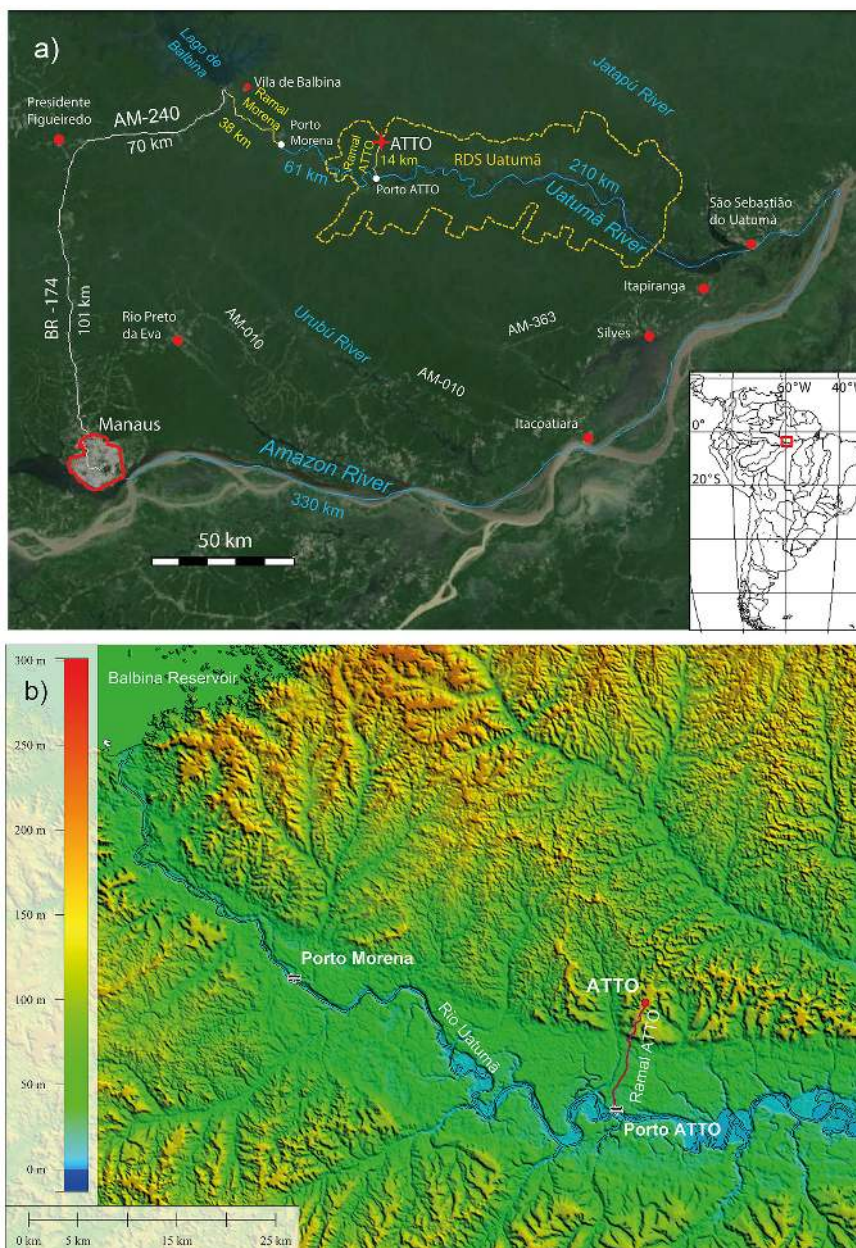 a)
Lago de
Balbina
Vila de Balbina
Jatapú River
Presidente
Figueiredo
AM-240
70 km
Ramal
Morena
38 km
Porto
Morena
61 km
Ramal
ATTO
ATTO
14 km
Porto ATTO
RDS Uatumã
210 km
Uatumã River
São Sebastião
do Uatumã
Itapiranga
BR -174
101 km
Rio Preto
da Eva
AM-010
Urubú River
AM-363
Silves
AM-010
Manaus
Itacoatiara
Amazon River
330 km
50 km
60°W
40°W
0°
20°S
b)
300 m
250 m
200 m
150 m
100 m
50 m
0 m
Balbina Reservoir
Porto Morena
Rio Uatumã
ATTO
Ramal ATTO
Porto ATTO
0 km
5 km
15 km
25 km